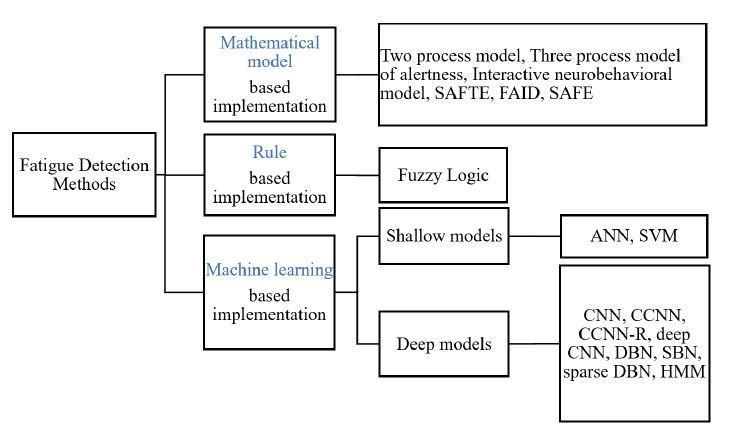 Fatigue Detection
Methods
Mathematical
model
based
implementation
Two process model, Three process model
of alertness, Interactive neurobehavioral
model, SAFTE, FAID, SAFE
Rule
based
implementation
Fuzzy Logic
Machine learning
based
implementation
Shallow models
ANN, SVM
Deep models
CNN, CCNN,
CCNN-R, deep
CNN, DBN, SBN,
sparse DBN, HMM